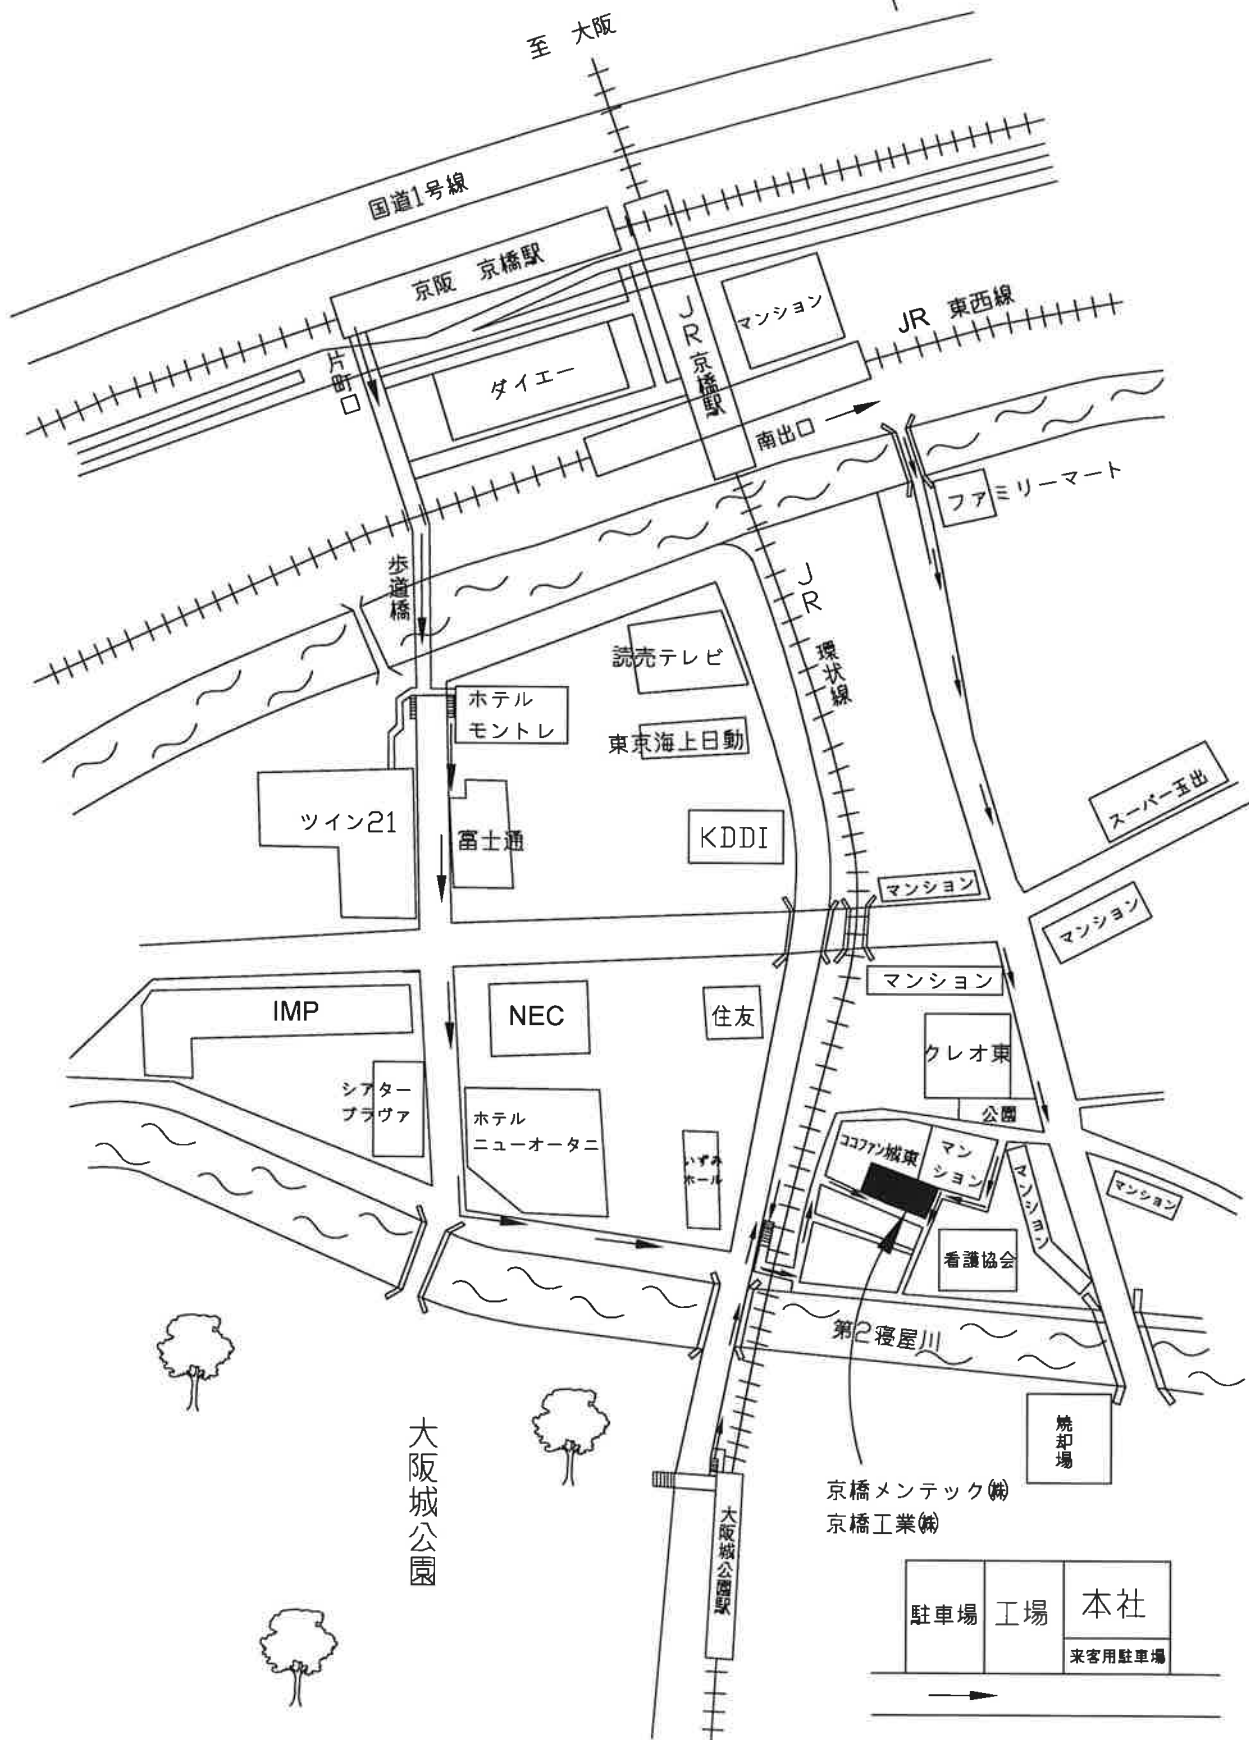 至 大阪
国道1号線
京阪 京橋駅
片町口
ダイエー
JR京橋駅
マンション
JR 東西線
南出口
ファミリーマート
歩道橋
JR 環状線
読売テレビ
ホテル
モントレ
東京海上日動
ツイン21
富士通
KDDI
スーパー玉出
マンション
マンション
マンション
IMP
NEC
住友
クレオ東
シアター
ブラヴァ
ホテル
ニューオータニ
いずみ
ホール
公園
ココファン城東
マン
ション
マンション
マンション
看護協会
第2寝屋川
焼却場
大阪城公園
京橋メンテック㈱
京橋工業㈱
大阪城公園駅
駐車場
工場
本社
来客用駐車場